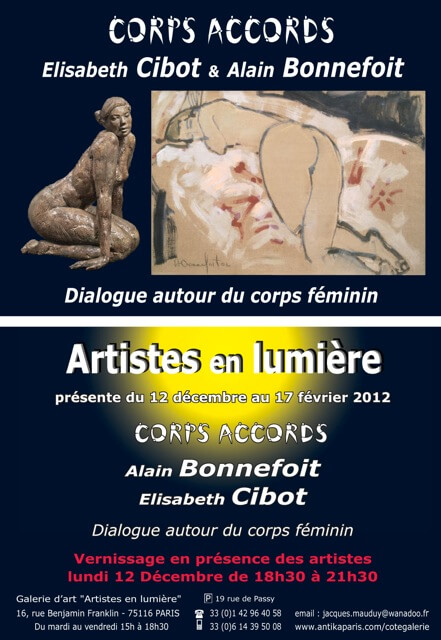 CORPS ACCORDS
Elisabeth Cibot & Alain Bonnefoit
Dialogue autour du corps féminin
Artistes en lumière
présente du 12 décembre au 17 février 2012
CORPS ACCORDS
Alain Bonnefoit
Elisabeth Cibot
Dialogue autour du corps féminin
Vernissage en présence des artistes
lundi 12 Décembre de 18h30 à 21h30
Galerie d'art "Artistes en lumière" P 19 rue de Passy
16, rue Benjamin Franklin - 75116 PARIS 33 (0)1 42 96 40 58 email : jacques.mauduy@wanadoo.fr
Du mardi au vendredi 15h à 18h30 33 (0)6 14 39 50 08 www.antikaparis.com/cotegalerie